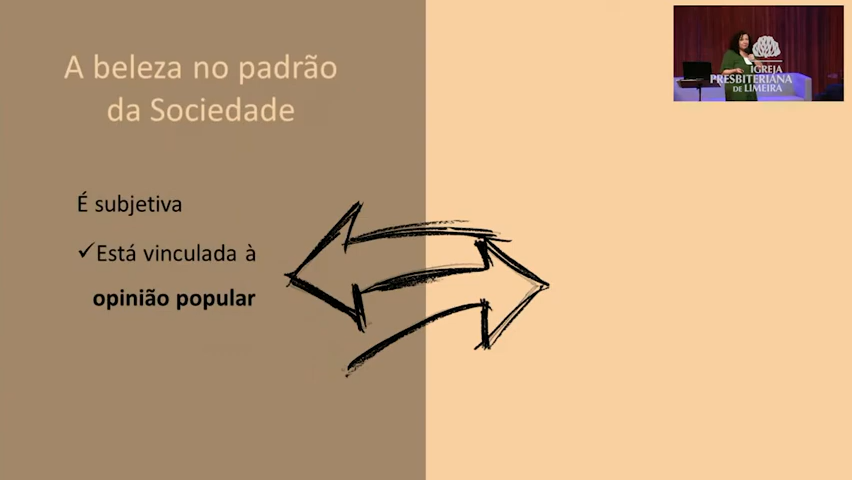 A beleza no padrão
da Sociedade
É subjetiva
✓Está vinculada à
opinião popular
IGREJA
PRESBITERIANA
DE LIMEIRA